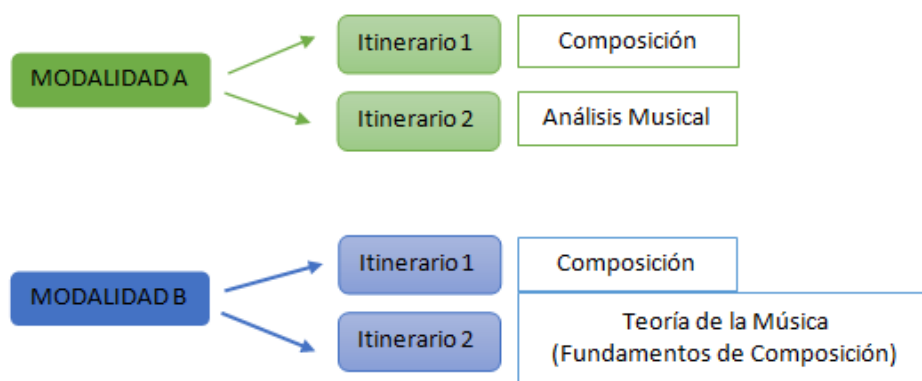 Itinerario 1
Composición
MODALIDAD A
Itinerario 2
Análisis Musical
Itinerario 1
Composición
MODALIDAD B
Itinerario 2
Teoría de la Música
(Fundamentos de Composición)